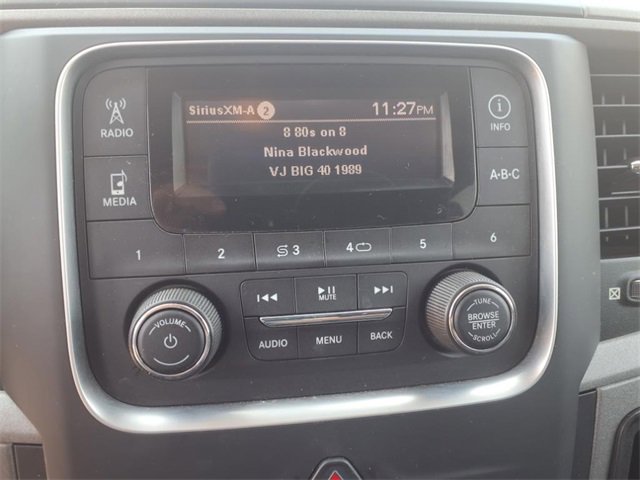 SiriusXM-A 2 11:27PM
8 80s on 8
Nina Blackwood
VJ BIG 40 1989
RADIO
MEDIA
i
INFO
A·B·C
1 2 3 4 5 6
MUTE
AUDIO MENU BACK
VOLUME
TUNE
BROWSE
ENTER
SCROLL